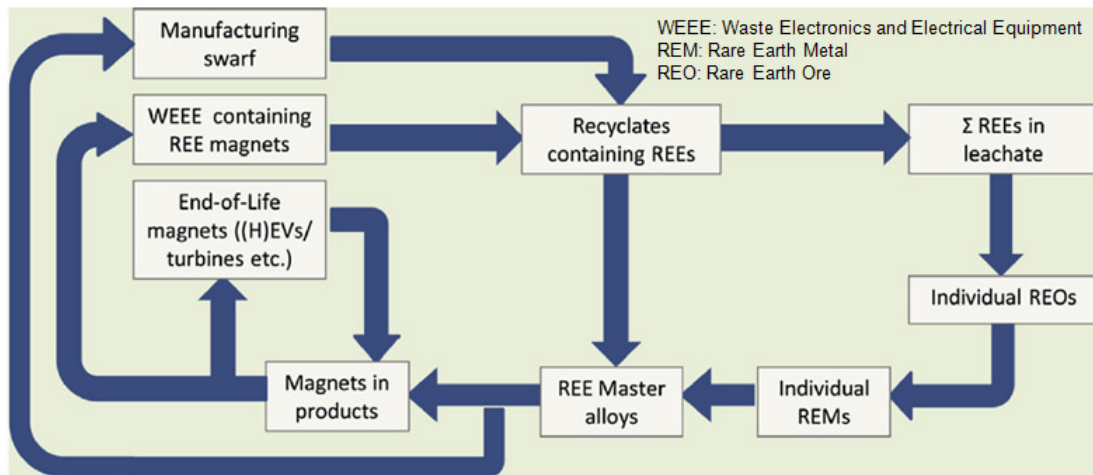 WEEE: Waste Electronics and Electrical Equipment
REM: Rare Earth Metal
REO: Rare Earth Ore
Manufacturing
swarf
WEEE containing
REE magnets
Recyclates
containing REEs
Σ REEs in
leachate
End-of-Life
magnets ((H)EVs/
turbines etc.)
Individual REOs
Magnets in
products
REE Master
alloys
Individual
REMs